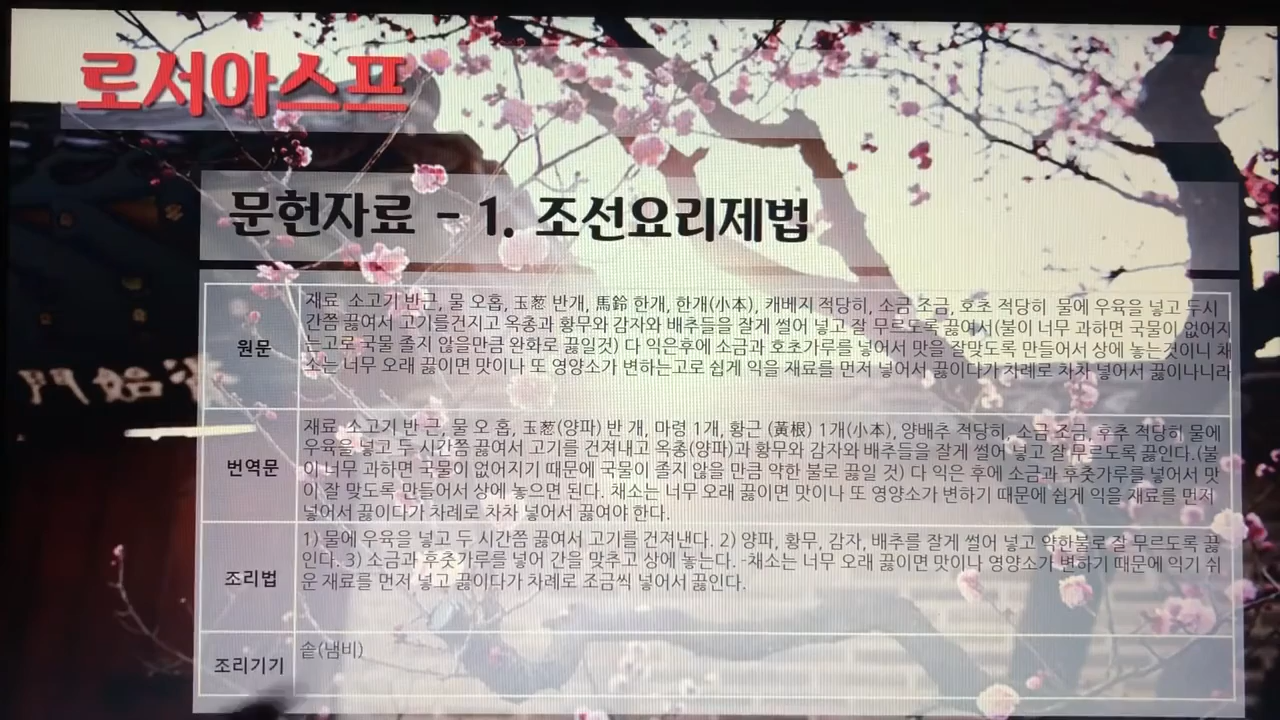 로서아스프
문헌자료 - 1. 조선요리제법
원문
재료 소고기 반근, 물 오홉, 玉葱 반개, 馬鈴 한개, 한개(小本), 캐베지 적당히, 소금 조금, 호초 적당히 물에 우육을 넣고 두시
간쯤 끓여서 고기들건지고 옥총과 황무와 감자와 배추들을 잘게 썰어 넣고 잘 무르도록 끓여서(불이 너무 과하면 국물이 없어지
는고로 국물 졸지 않을만큼 완화로 끓일것) 다 익은후에 소금과 호초가루를 넣어서 맛을 잘맞도록 만들어서 상에 놓는것이니 채
소는 너무 오래 끓이면 맛이나 또 영양소가 변하는고로 쉽게 익을 재료를 먼저 넣어서 끓이다가 차례로 차차 넣어서 끓이나니라
번역문
재료 소고기 반 근, 물 오 홉, 玉葱(양파) 반 개, 마령 1개, 황근 (黃根) 1개(小本), 양배추 적당히, 소금 조금, 후추 적당히 물에
우육을 넣고 두 시간쯤 끓여서 고기를 건져내고 옥총(양파)과 황무와 감자와 배추들을 잘게 썰어 넣고 잘 무르도록 끓인다.(불
이 너무 과하면 국물이 없어지기 때문에 국물이 졸지 않을 만큼 약한 불로 끓일 것) 다 익은 후에 소금과 후춧가루를 넣어서 맛
이 잘 맞도록 만들어서 상에 놓으면 된다. 채소는 너무 오래 끓이면 맛이나 또 영양소가 변하기 때문에 쉽게 익을 재료를 먼저
넣어서 끓이다가 차례로 차차 넣어서 끓여야 한다.
조리법
1) 물에 우육을 넣고 두 시간쯤 끓여서 고기를 건져낸다. 2) 양파, 황무, 감자, 배추를 잘게 썰어 넣고 약한불로 잘 무르도록 끓
인다. 3) 소금과 후춧가루를 넣어 간을 맞추고 상에 놓는다. -채소는 너무 오래 끓이면 맛이나 영양소가 변하기 때문에 익기 쉬
운 재료를 먼저 넣고 끓이다가 차례로 조금씩 넣어서 끓인다.
조리기기
솥(냄비)
門始